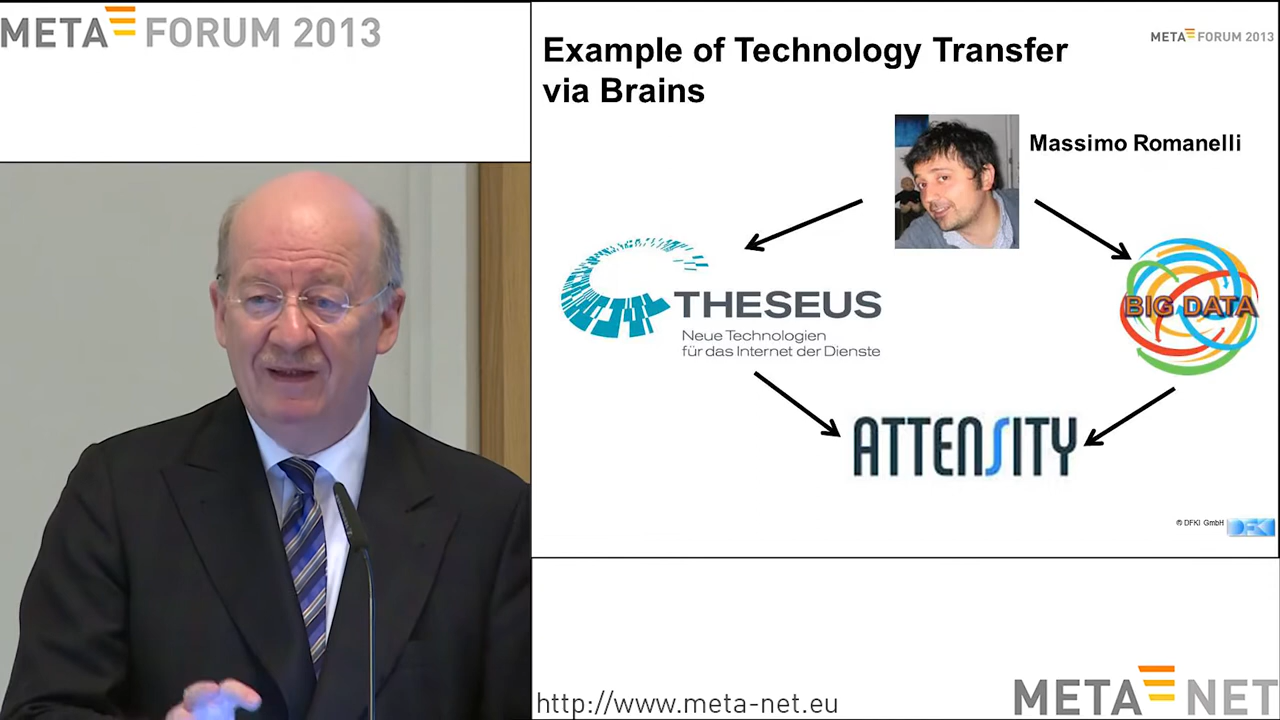 META FORUM 2013
Example of Technology Transfer
via Brains
META FORUM 2013
Massimo Romanelli
THESEUS
Neue Technologien
für das Internet der Dienste
BIG DATA
ATTENSITY
© DFKI GmbH
DFKI
http://www.meta-net.eu
META NET